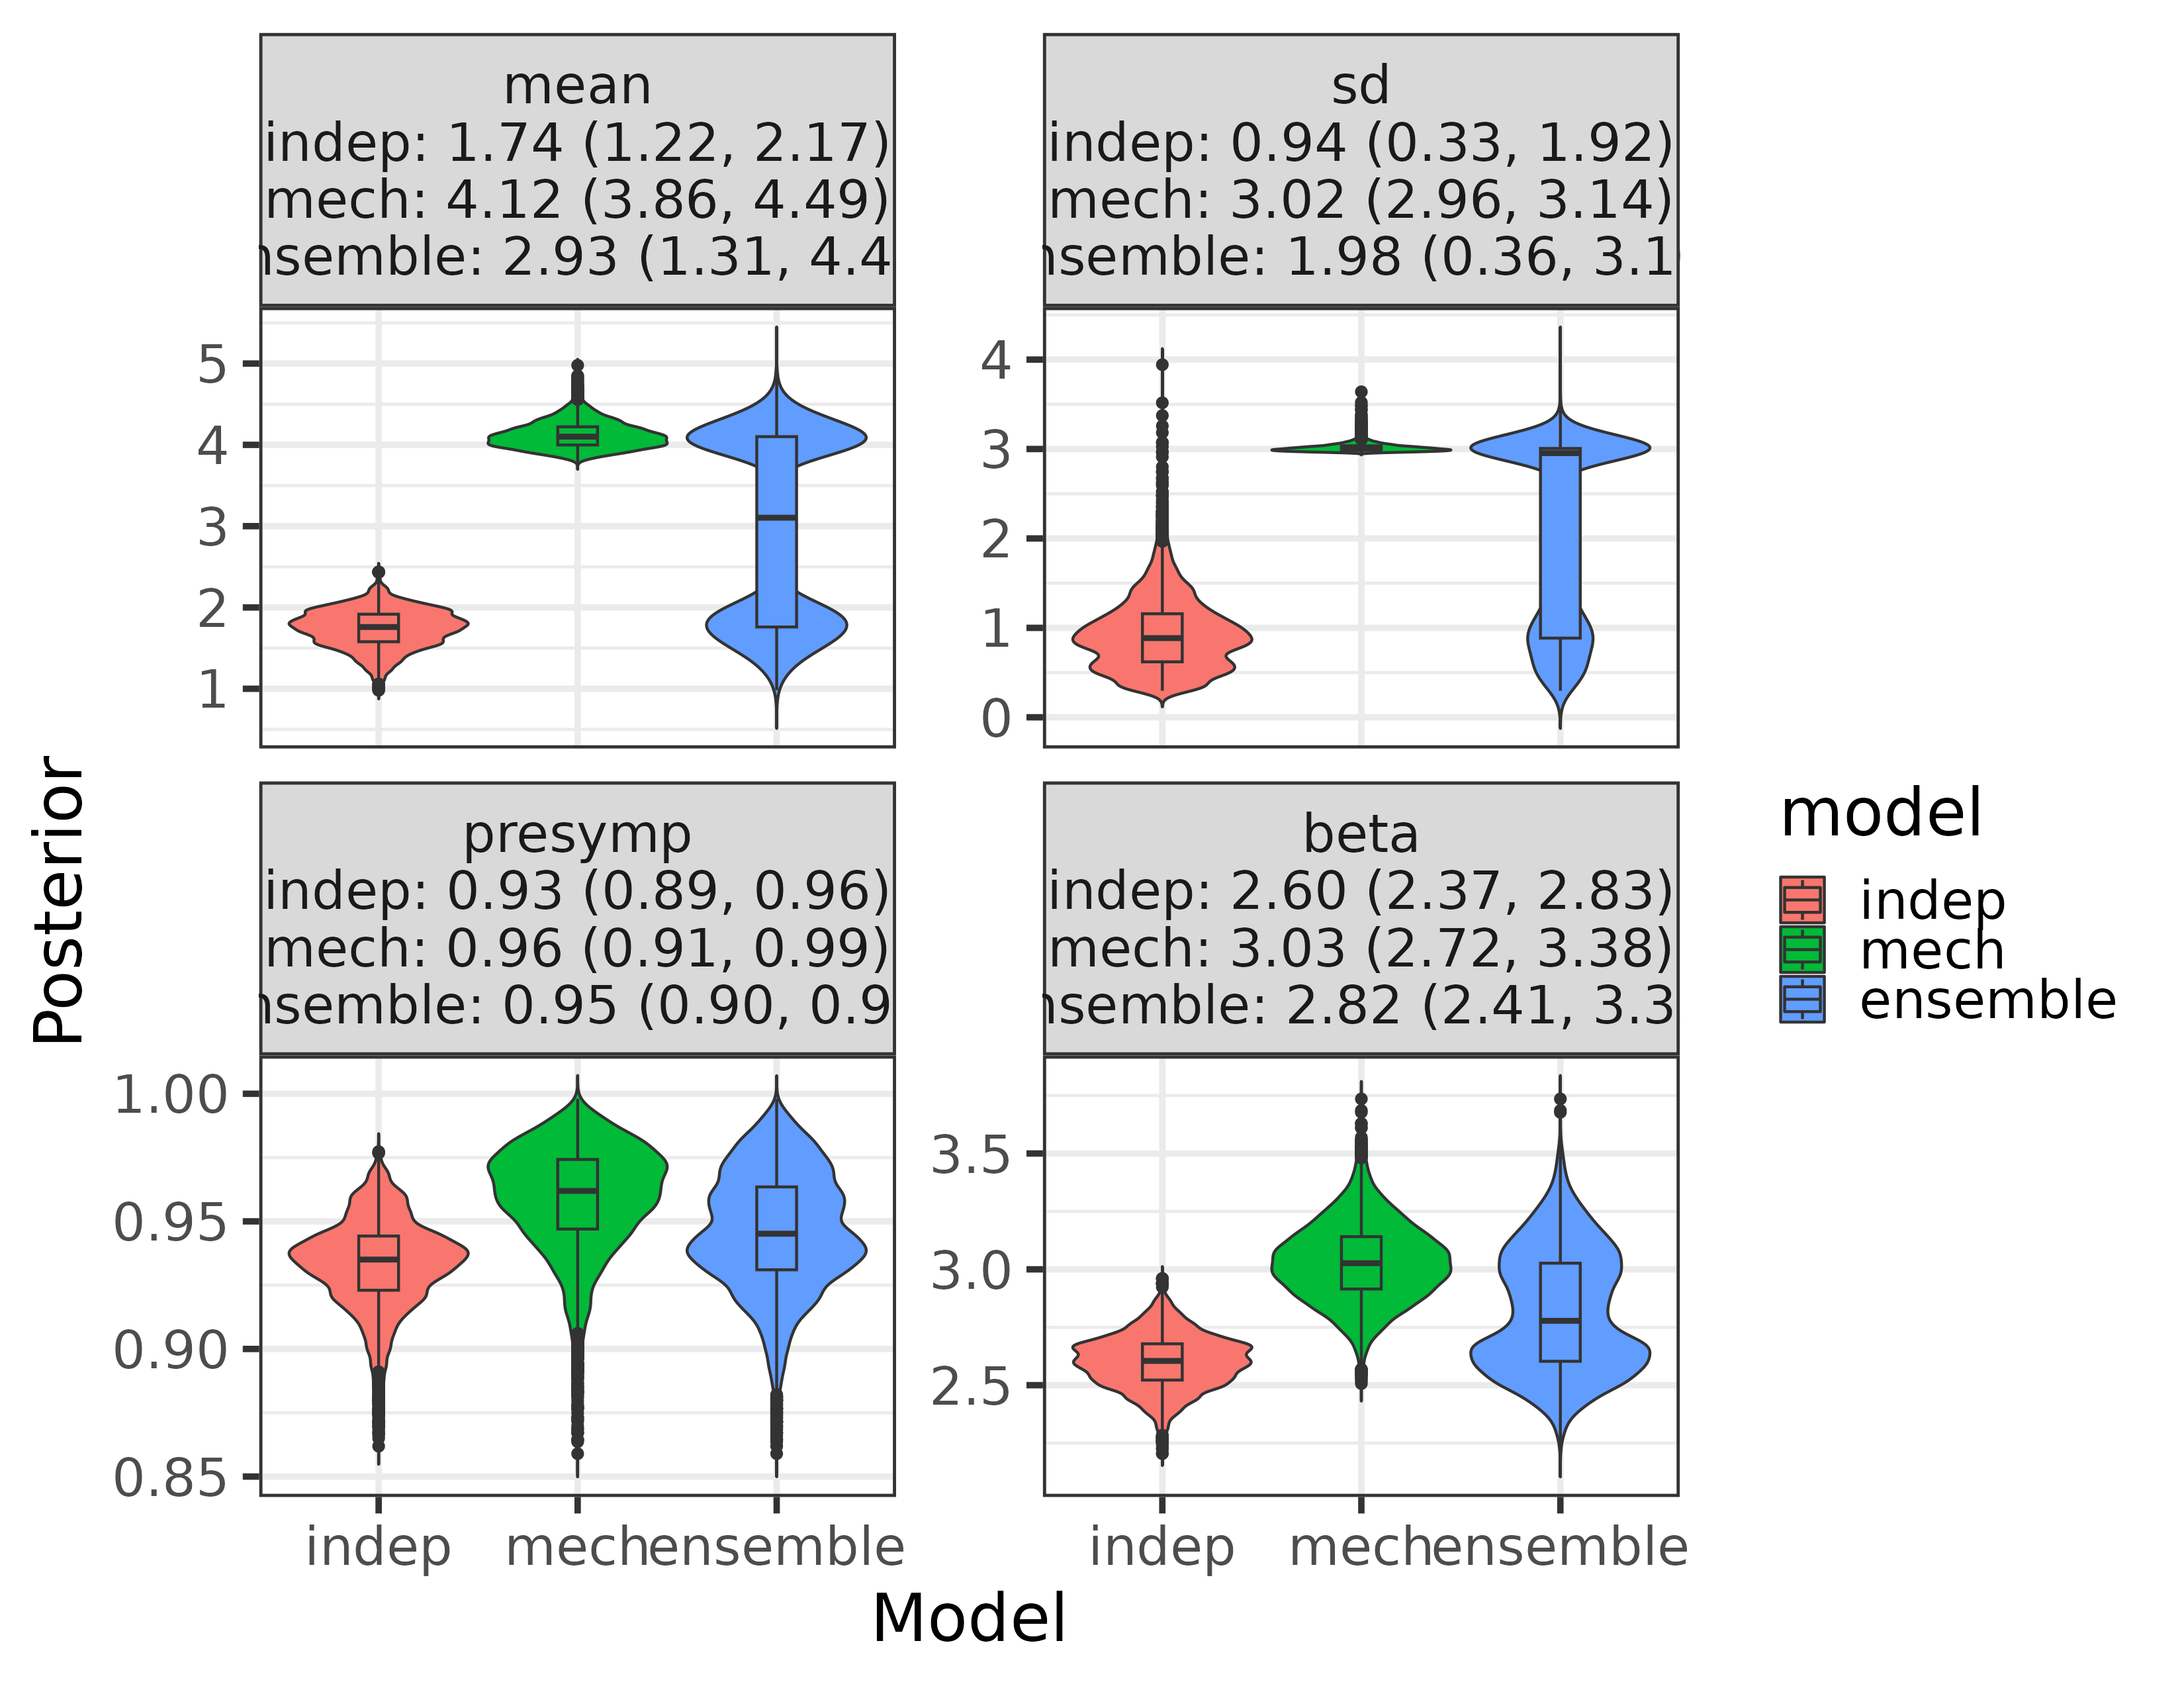 mean
indep: 1.74 (1.22, 2.17)
mech: 4.12 (3.86, 4.49)
nsemble: 2.93 (1.31, 4.4
sd
indep: 0.94 (0.33, 1.92)
mech: 3.02 (2.96, 3.14)
nsemble: 1.98 (0.36, 3.1
5
4
3
2
1
4
3
2
1
0
presymp
indep: 0.93 (0.89, 0.96)
mech: 0.96 (0.91, 0.99)
nsemble: 0.95 (0.90, 0.9
beta
indep: 2.60 (2.37, 2.83)
mech: 3.03 (2.72, 3.38)
nsemble: 2.82 (2.41, 3.3
1.00
0.95
0.90
0.85
3.5
3.0
2.5
indep mech ensemble
indep mech ensemble
Model
Posterior
model
indep
mech
ensemble